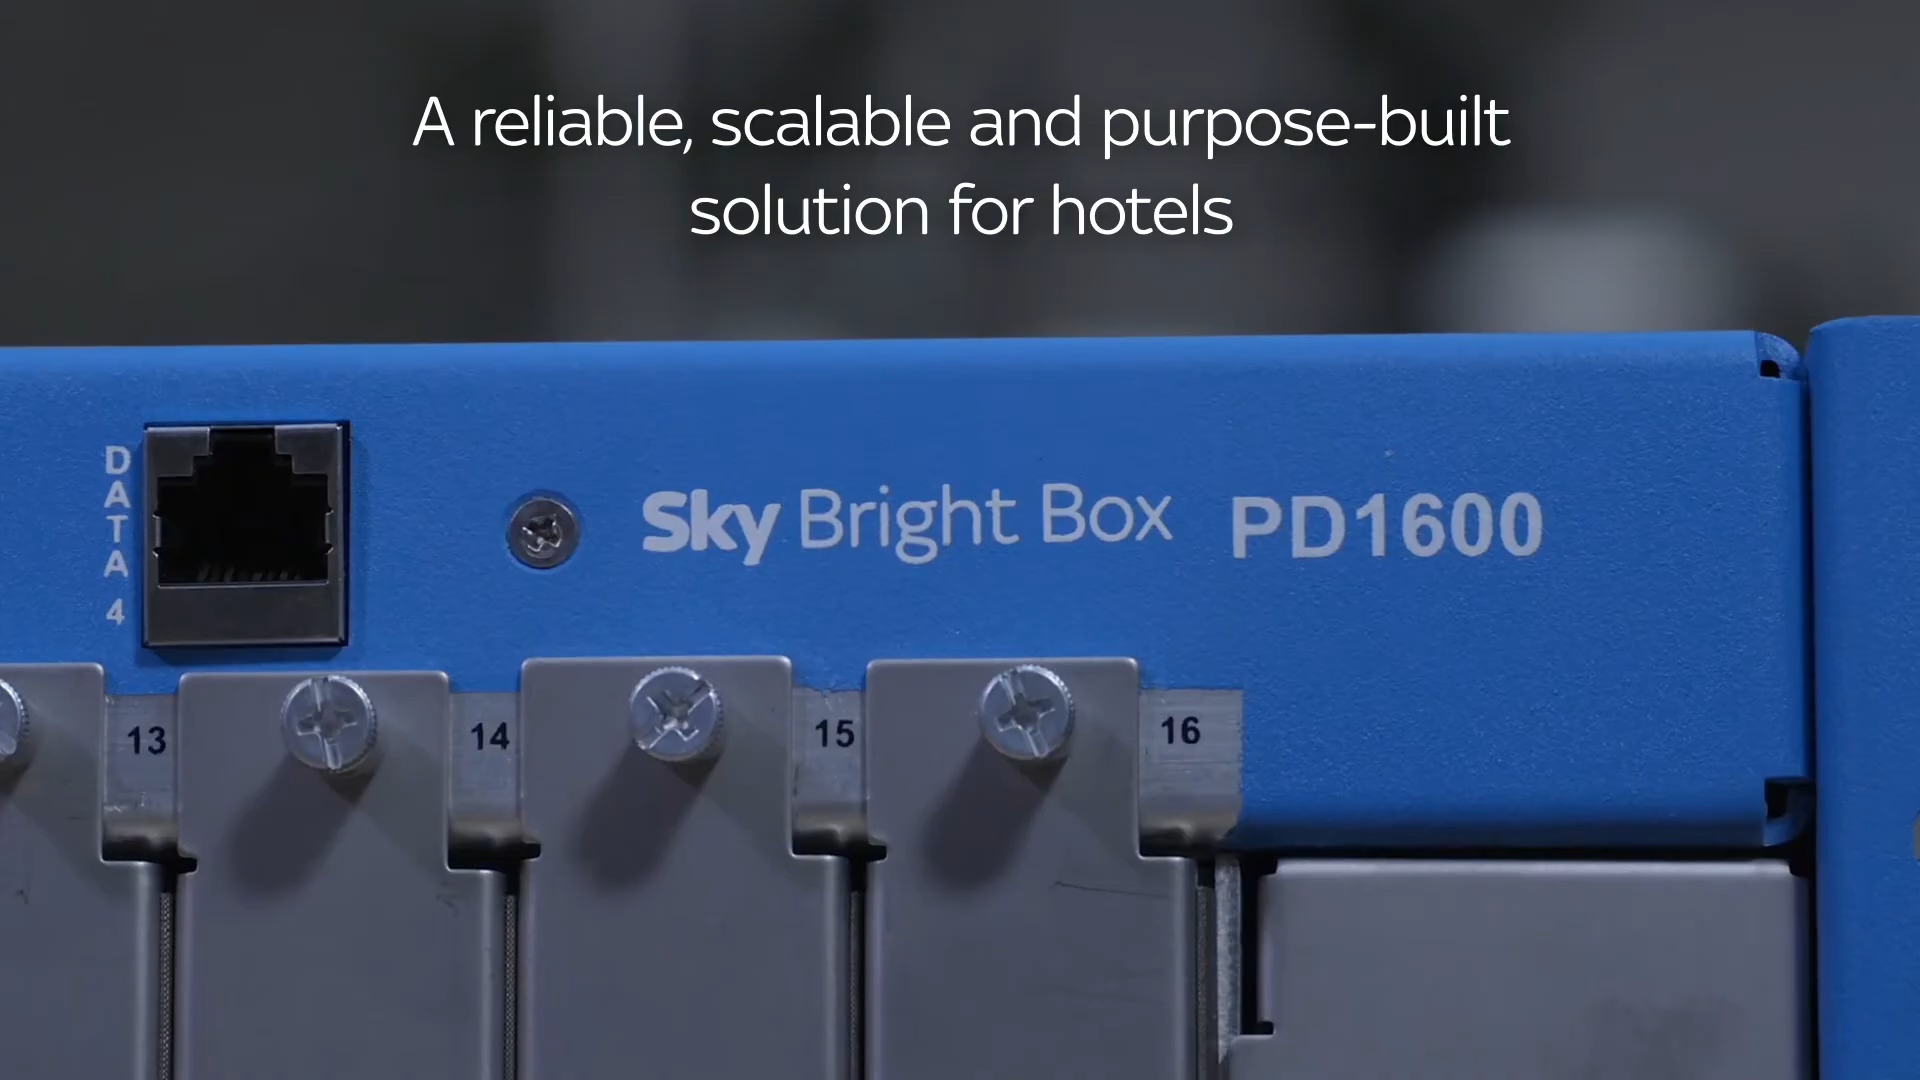 A reliable, scalable and purpose-built
solution for hotels
DATA 4
Sky Bright Box PD1600
13
14
15
16